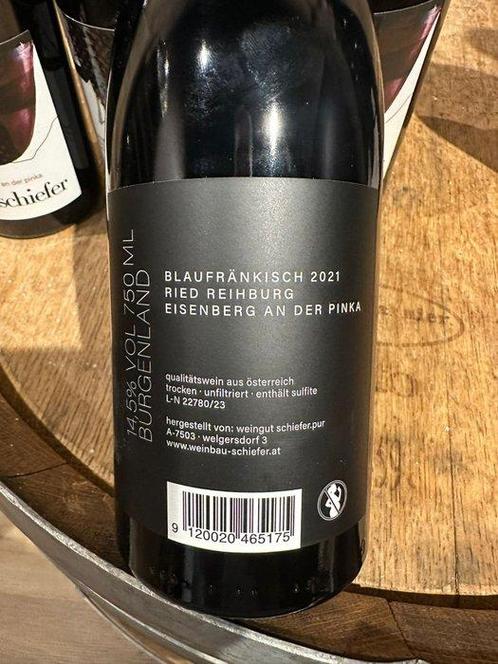 an der pinka
schiefer
14,5% VOL 750 ML
BURGENLAND
BLAUFRÄNKISCH 2021
RIED REIHBURG
EISENBERG AN DER PINKA
qualitätswein aus österreich
trocken · unfiltriert · enthält sulfite
L-N 22780/23
hergestellt von: weingut schiefer.pur
A-7503 · welgersdorf 3
www.weinbau-schiefer.at
9 120020 465175